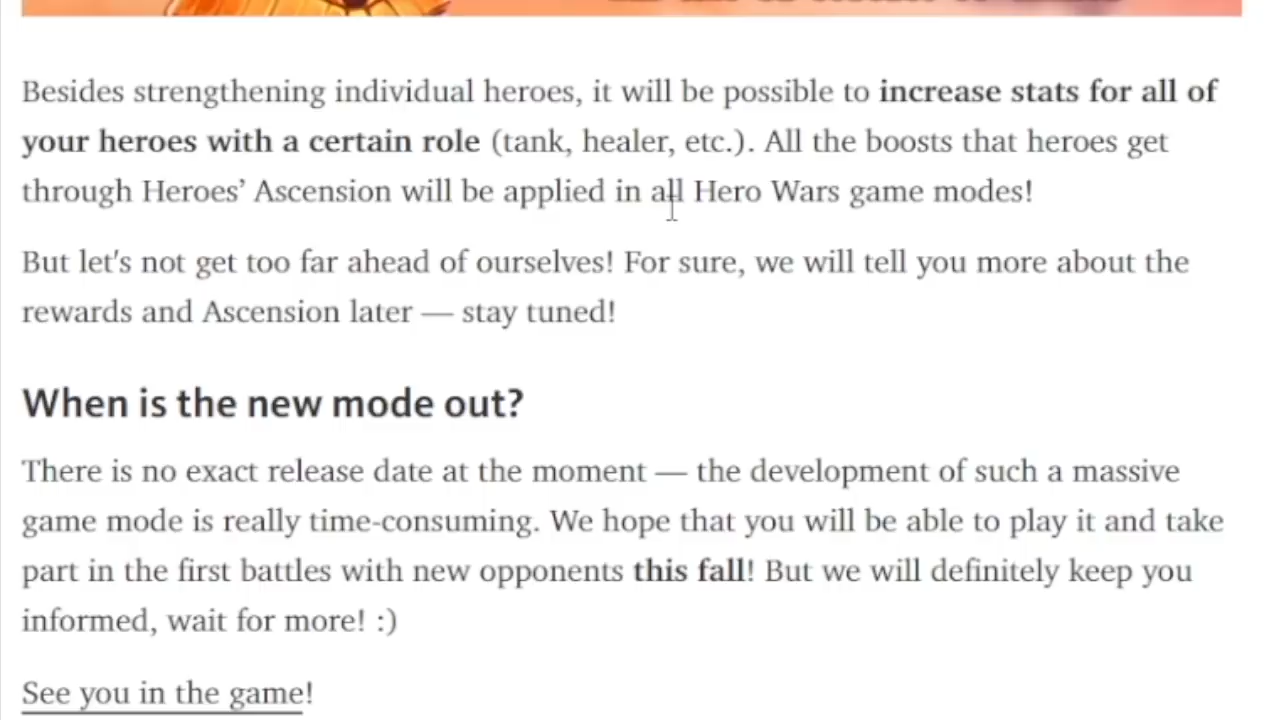 Besides strengthening individual heroes, it will be possible to increase stats for all of
your heroes with a certain role (tank, healer, etc.). All the boosts that heroes get
through Heroes’ Ascension will be applied in all Hero Wars game modes!
But let's not get too far ahead of ourselves! For sure, we will tell you more about the
rewards and Ascension later — stay tuned!
When is the new mode out?
There is no exact release date at the moment — the development of such a massive
game mode is really time-consuming. We hope that you will be able to play it and take
part in the first battles with new opponents this fall! But we will definitely keep you
informed, wait for more! :)
See you in the game!